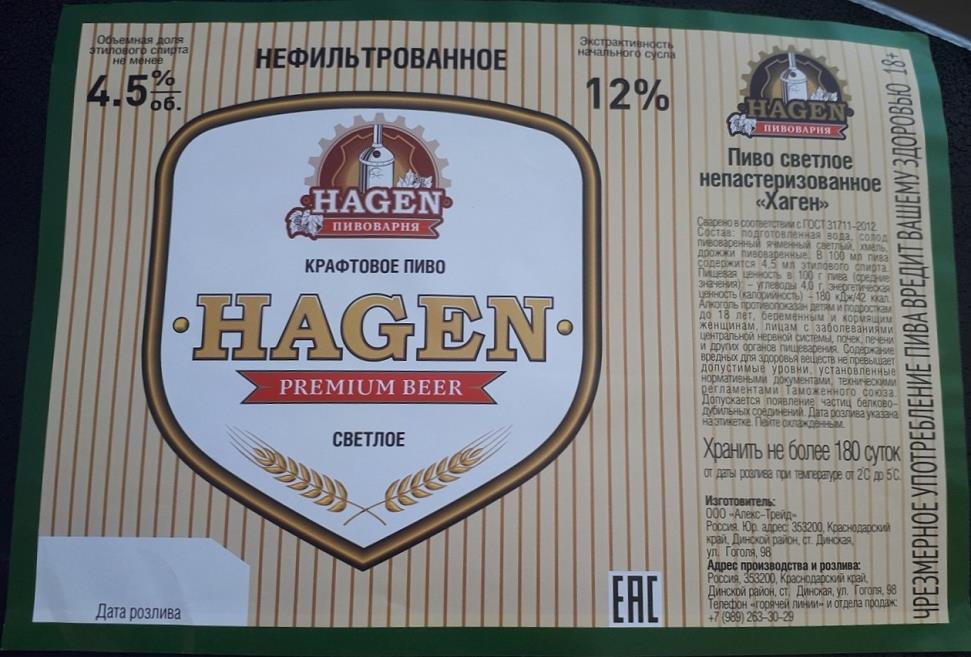 Объемная доля
этилового спирта
не менее
4.5 %
об.
НЕФИЛЬТРОВАННОЕ
Экстрактивность
начального сусла
12%
HAGEN
ПИВОВАРНЯ
КРАФТОВОЕ ПИВО
·HAGEN·
PREMIUM BEER
СВЕТЛОЕ
Дата розлива
EAC
HAGEN
ПИВОВАРНЯ
Пиво светлое
непастеризованное
«Хаген»
Сварено в соответствии с ГОСТ 31711-2012.
Состав: подготовленная вода, солод
пивоваренный ячменный светлый, хмель,
дрожжи пивоваренные. В 100 мл пива
содержится 4,5 мл этилового спирта.
Пищевая ценность в 100 г пива (средние
значения): - углеводы 4,0 г, энергетическая
ценность (калорийность) - 180 кДж/42 ккал.
Алкоголь противопоказан детям и подросткам
до 18 лет, беременным и кормящим
женщинам, лицам с заболеваниями
центральной нервной системы, почек, печени
и других органов пищеварения. Содержание
вредных для здоровья веществ не превышает
допустимые уровни, установленные
нормативными документами, техническими
регламентами Таможенного союза.
Допускается появление частиц белково-
дубильных соединений. Дата розлива указана
на этикетке. Пейте охлажденным.
Хранить не более 180 суток
от даты розлива при температуре от 2°С до 5°С.
Изготовитель:
ООО «Алекс-Трейд»
Россия. Юр. адрес: 353200, Краснодарский
край, Динской район, ст. Динская,
ул. Гоголя, 98
Адрес производства и розлива:
Россия, 353200, Краснодарский край,
Динской район, ст. Динская, ул. Гоголя, 98
Телефон «горячей линии» и отдела продаж:
+7 (989) 263-30-29
ЧРЕЗМЕРНОЕ УПОТРЕБЛЕНИЕ ПИВА ВРЕДИТ ВАШЕМУ ЗДОРОВЬЮ 18+